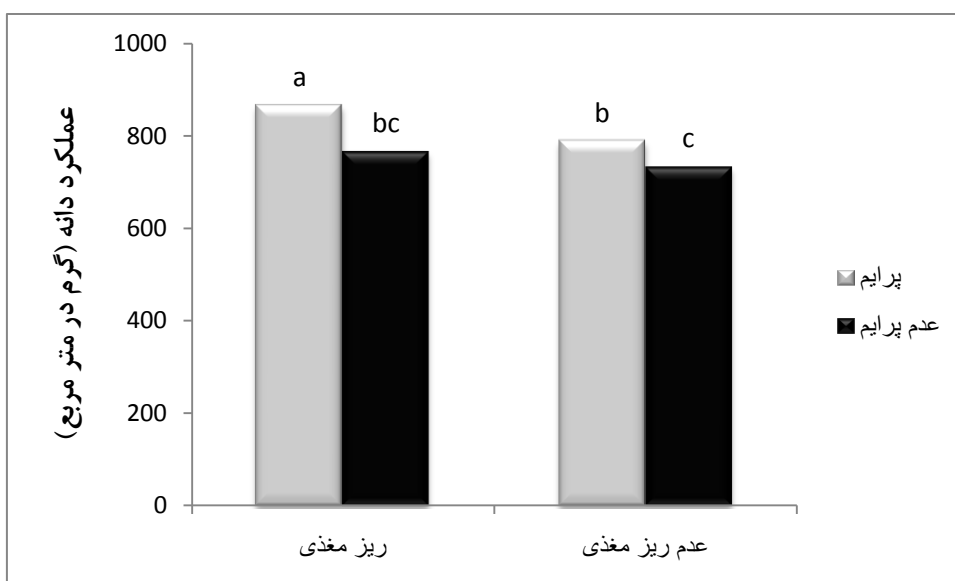 عملکرد دانه (گرم در متر مربع)
1000
800
600
400
200
0
a
bc
b
c
ریز مغذی
عدم ریز مغذی
پرایم
عدم پرایم